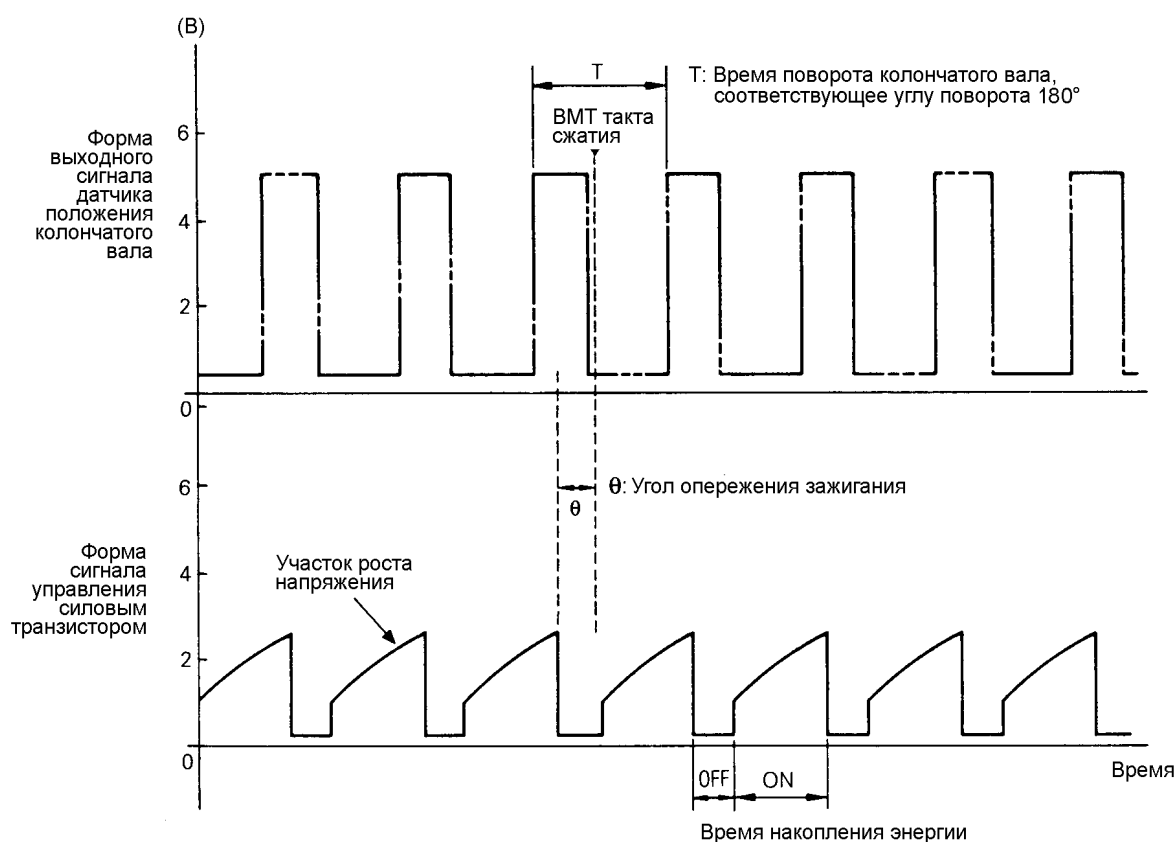 (В)
T
T: Время поворота колончатого вала,
соответствующее углу поворота 180°
ВМТ такта
сжатия
Форма
выходного
сигнала
датчика
положения
колончатого
вала
6
4
2
0
θ: Угол опережения зажигания
θ
Форма
сигнала
управления
силовым
транзистором
Участок роста
напряжения
6
4
2
0
OFF
ON
Время
Время накопления энергии